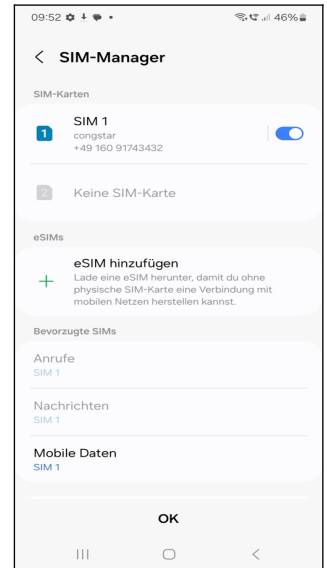 09:52 46%
SIM-Manager
SIM-Karten
1
SIM 1
congstar
+49 160 91743432
2
Keine SIM-Karte
eSIMs
eSIM hinzufügen
Lade eine eSIM herunter, damit du ohne
physische SIM-Karte eine Verbindung mit
mobilen Netzen herstellen kannst.
Bevorzugte SIMs
Anrufe
SIM 1
Nachrichten
SIM 1
Mobile Daten
SIM 1
OK